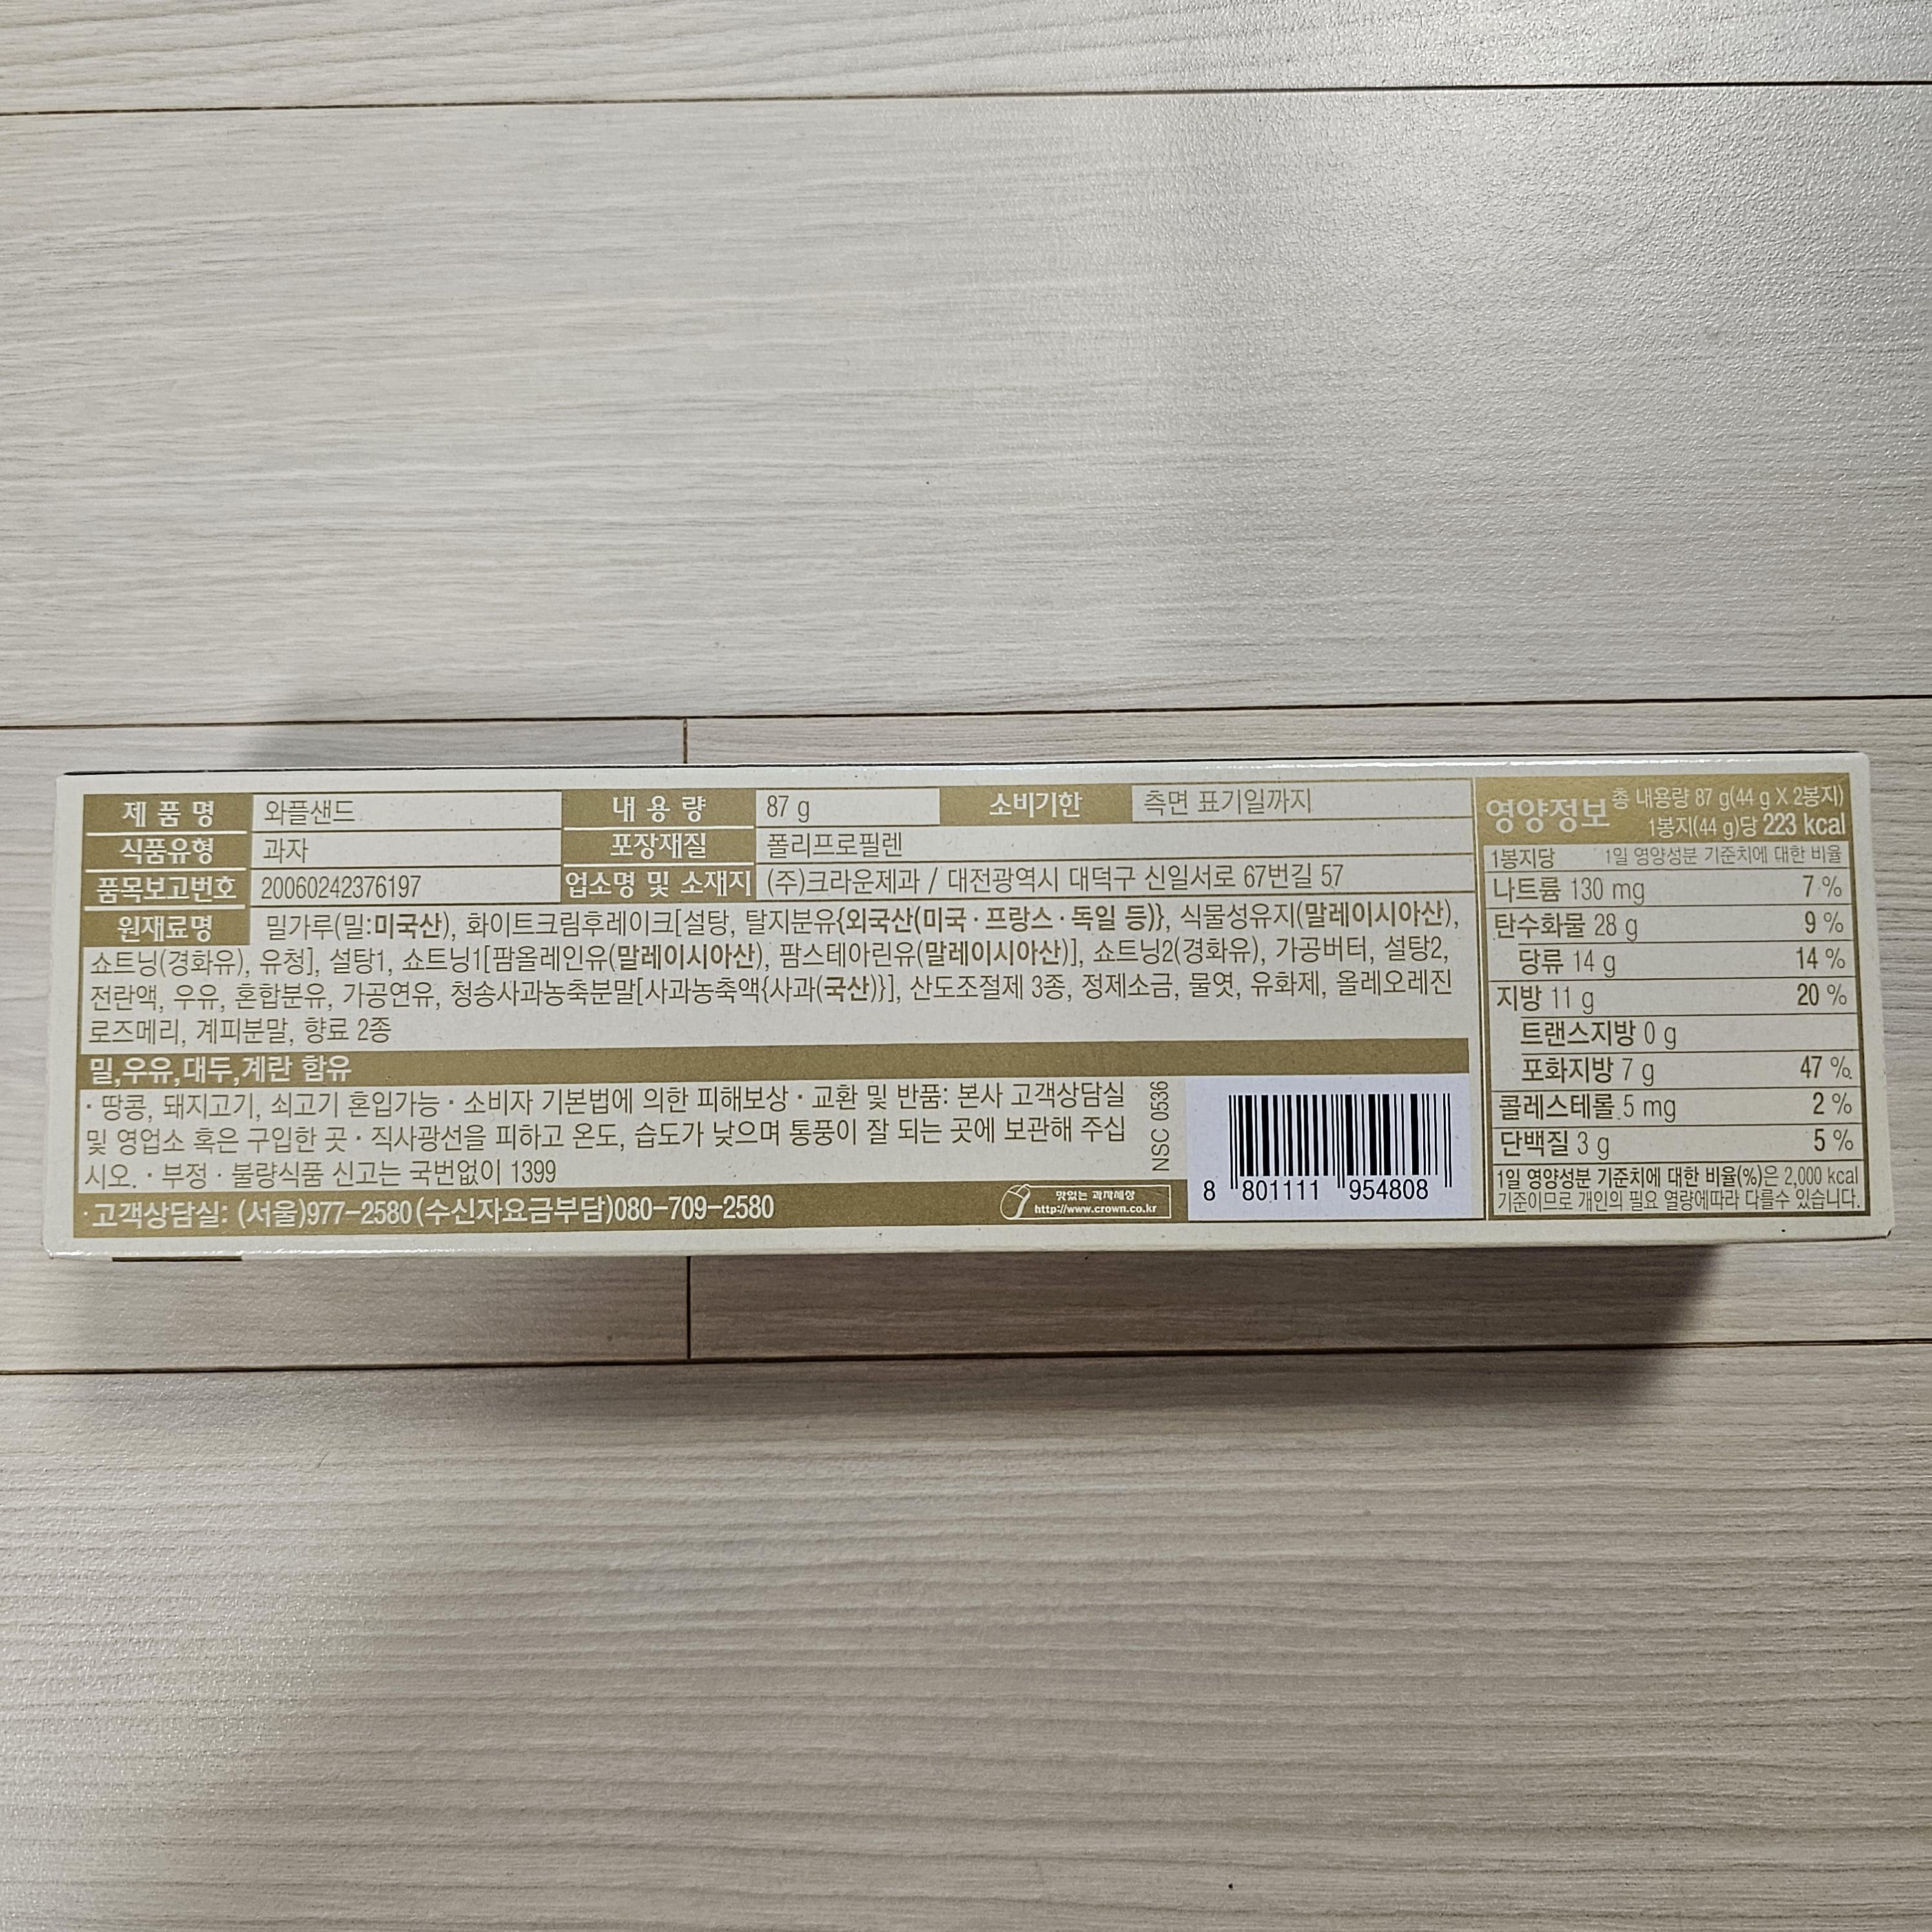 제 품 명 와플샌드 내 용 량 87 g 소비기한 측면 표기일까지
식품유형 과자 포장재질 폴리프로필렌
품목보고번호 20060242376197 업소명 및 소재지 (주)크라운제과 / 대전광역시 대덕구 신일서로 67번길 57
원재료명 밀가루(밀:미국산), 화이트크림후레이크[설탕, 탈지분유{외국산(미국·프랑스·독일 등)}, 식물성유지(말레이시아산),
쇼트닝(경화유), 유청], 설탕1, 쇼트닝1[팜올레인유(말레이시아산), 팜스테아린유(말레이시아산)], 쇼트닝2(경화유), 가공버터, 설탕2,
전란액, 우유, 혼합분유, 가공연유, 청송사과농축분말[사과농축액{사과(국산)}], 산도조절제 3종, 정제소금, 물엿, 유화제, 올레오레진
로즈메리, 계피분말, 향료 2종
밀,우유,대두,계란 함유
· 땅콩, 돼지고기, 쇠고기 혼입가능 · 소비자 기본법에 의한 피해보상 · 교환 및 반품: 본사 고객상담실
및 영업소 혹은 구입한 곳 · 직사광선을 피하고 온도, 습도가 낮으며 통풍이 잘 되는 곳에 보관해 주십
시오. · 부정 · 불량식품 신고는 국번없이 1399
·고객상담실: (서울)977-2580(수신자요금부담)080-709-2580
맛있는 과자세상
http://www.crown.co.kr
NSC 0536
8 801111 954808
영양정보 총 내용량 87 g(44 g X 2봉지)
1봉지(44 g)당 223 kcal
1봉지당 1일 영양성분 기준치에 대한 비율
나트륨 130 mg 7 %
탄수화물 28 g 9 %
당류 14 g 14 %
지방 11 g 20 %
트랜스지방 0 g
포화지방 7 g 47 %
콜레스테롤 5 mg 2 %
단백질 3 g 5 %
1일 영양성분 기준치에 대한 비율(%)은 2,000 kcal
기준이므로 개인의 필요 열량에따라 다를수 있습니다.